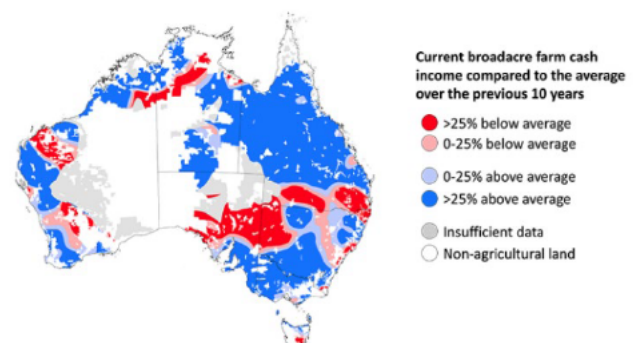 Current broadacre farm cash
income compared to the average
over the previous 10 years
>25% below average
0-25% below average
0-25% above average
>25% above average
Insufficient data
Non-agricultural land